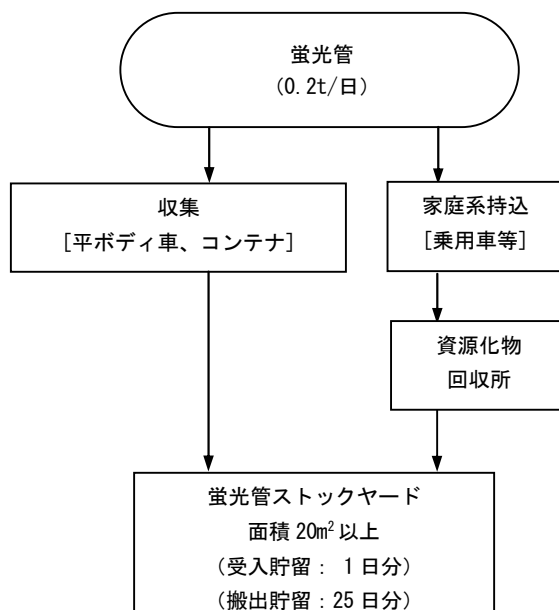 蛍光管
(0.2t/日)
収集
[平ボディ車、コンテナ]
家庭系持込
[乗用車等]
資源化物
回収所
蛍光管ストックヤード
面積 20m²以上
(受入貯留： 1 日分)
(搬出貯留：25 日分)